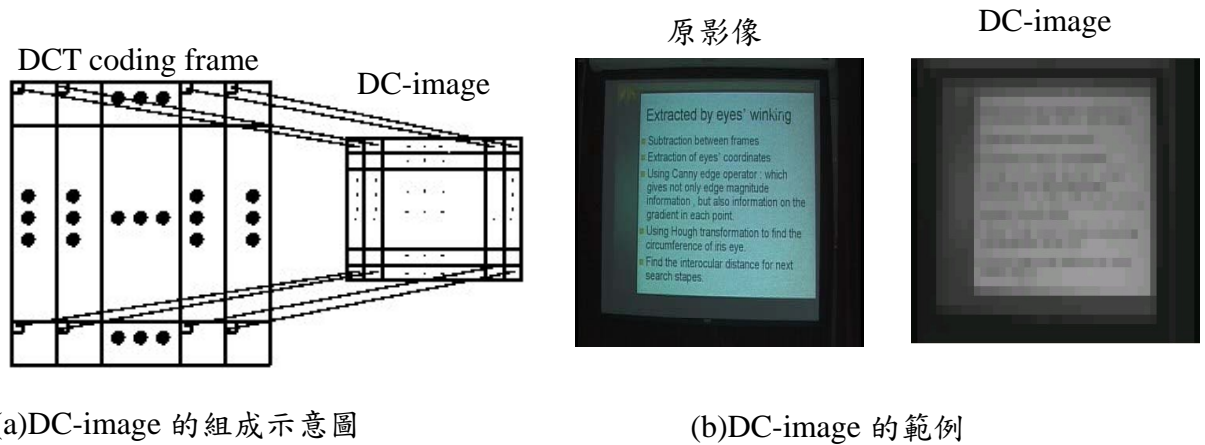 DCT coding frame
DC-image
原影像
DC-image
Extracted by eyes' winking
Subtraction between frames
Extraction of eyes' coordinates
Using Canny edge operator : which
gives not only edge magnitude
information , but also information on the
gradient in each point.
Using Hough transformation to find the
circumference of iris eye.
Find the interocular distance for next
search stapes.
(a)DC-image 的組成示意圖
(b)DC-image 的範例